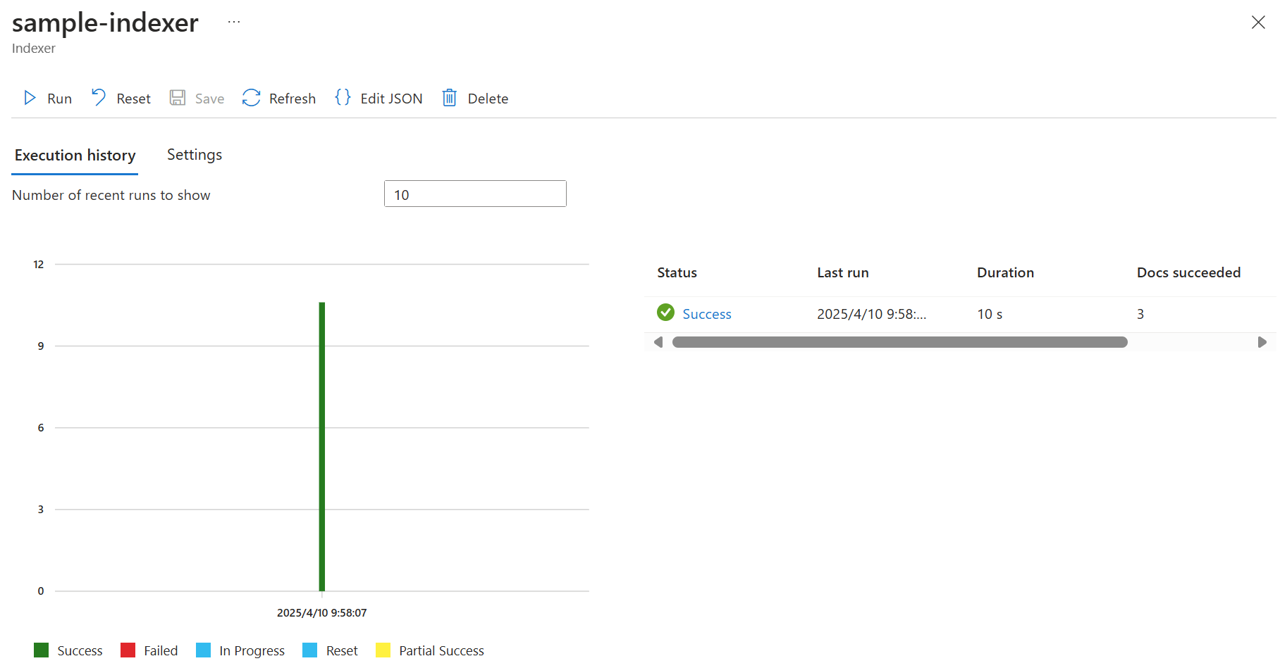 sample-indexer ...
Indexer
Run Reset Save Refresh {} Edit JSON Delete
Execution history Settings
Number of recent runs to show 10
12
9
6
3
0
2025/4/10 9:58:07
Success Failed In Progress Reset Partial Success
Status Last run Duration Docs succeeded
Success 2025/4/10 9:58:... 10 s 3